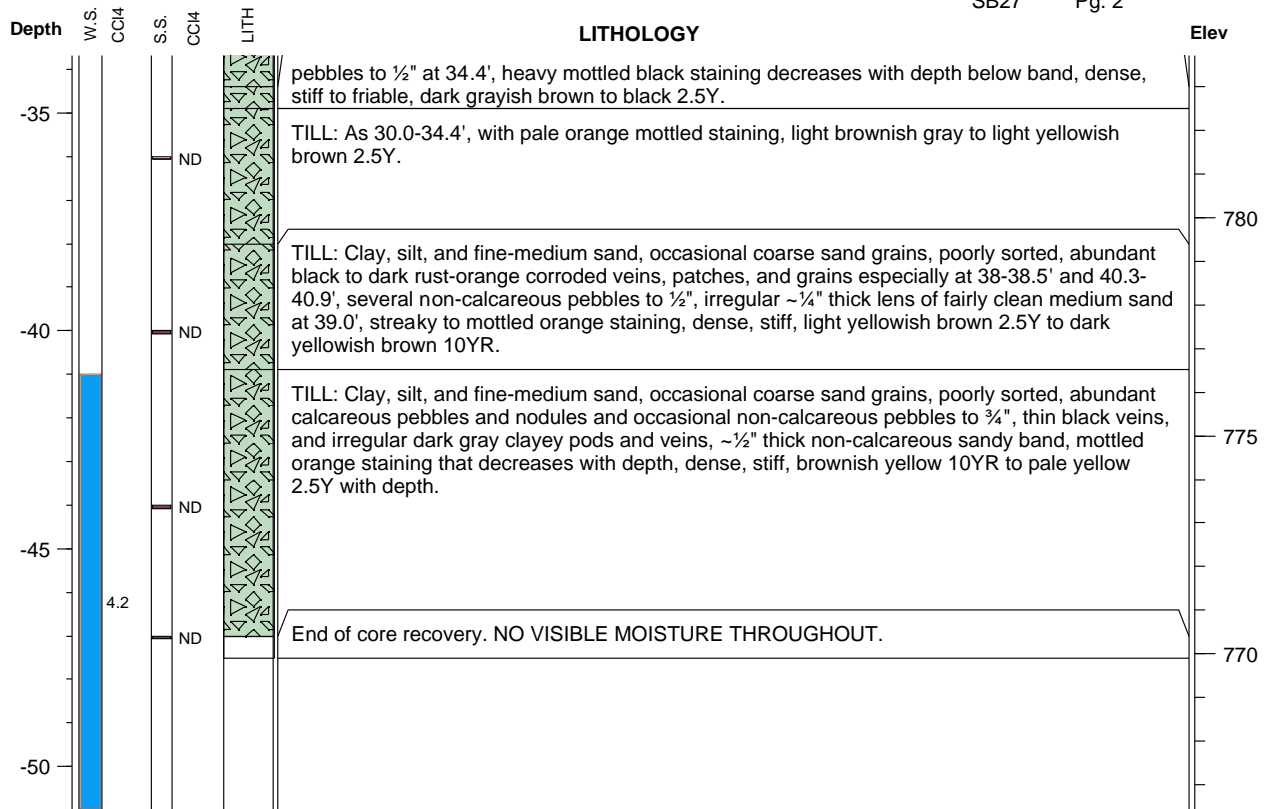 SB27 Pg. 2
Depth W.S. CCl4 S.S. CCl4 LITH LITHOLOGY Elev
pebbles to ½" at 34.4', heavy mottled black staining decreases with depth below band, dense,
stiff to friable, dark grayish brown to black 2.5Y.
-35
TILL: As 30.0-34.4', with pale orange mottled staining, light brownish gray to light yellowish
brown 2.5Y.
ND
780
TILL: Clay, silt, and fine-medium sand, occasional coarse sand grains, poorly sorted, abundant
black to dark rust-orange corroded veins, patches, and grains especially at 38-38.5' and 40.3-
40.9', several non-calcareous pebbles to ½", irregular ~¼" thick lens of fairly clean medium sand
at 39.0', streaky to mottled orange staining, dense, stiff, light yellowish brown 2.5Y to dark
yellowish brown 10YR.
-40 ND
TILL: Clay, silt, and fine-medium sand, occasional coarse sand grains, poorly sorted, abundant
calcareous pebbles and nodules and occasional non-calcareous pebbles to ¾", thin black veins,
and irregular dark gray clayey pods and veins, ~½" thick non-calcareous sandy band, mottled
orange staining that decreases with depth, dense, stiff, brownish yellow 10YR to pale yellow
2.5Y with depth.
775
ND
-45
4.2
ND
End of core recovery. NO VISIBLE MOISTURE THROUGHOUT.
770
-50